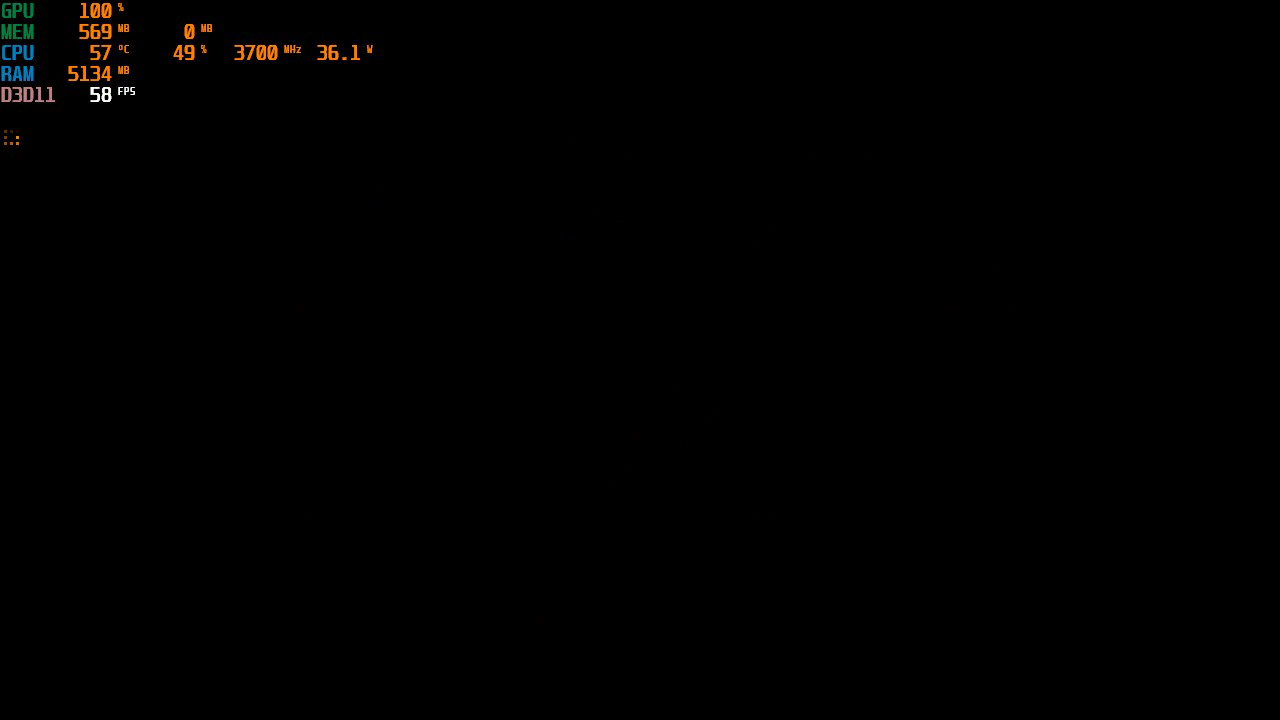 GPU 100 %
MEM 569 MB 0 MB
CPU 57 °C 49 % 3700 MHz 36.1 W
RAM 5134 MB
D3D11 58 FPS